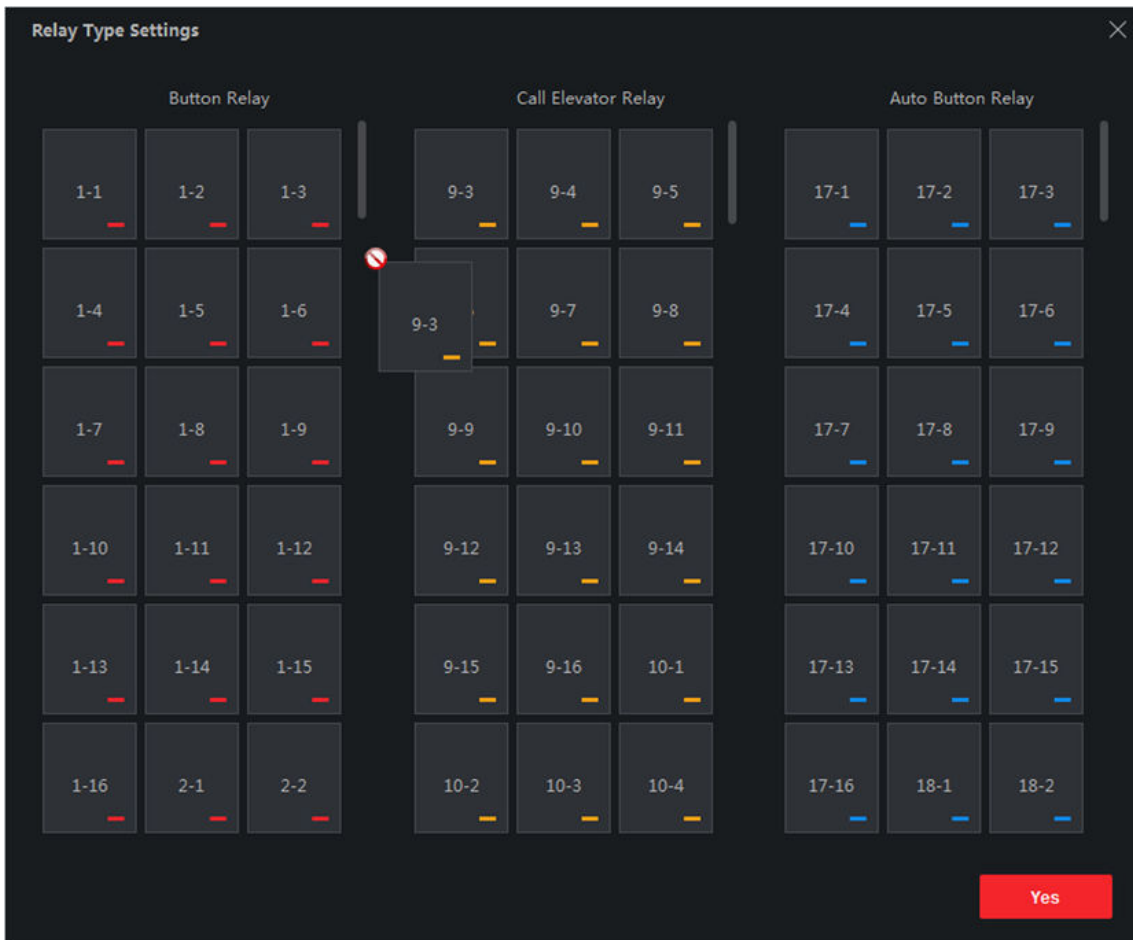 Relay Type Settings
Button Relay Call Elevator Relay Auto Button Relay
1-1 1-2 1-3 9-3 9-4 9-5 17-1 17-2 17-3
1-4 1-5 1-6 9-7 9-8 17-4 17-5 17-6
9-3
1-7 1-8 1-9 9-9 9-10 9-11 17-7 17-8 17-9
1-10 1-11 1-12 9-12 9-13 9-14 17-10 17-11 17-12
1-13 1-14 1-15 9-15 9-16 10-1 17-13 17-14 17-15
1-16 2-1 2-2 10-2 10-3 10-4 17-16 18-1 18-2
Yes